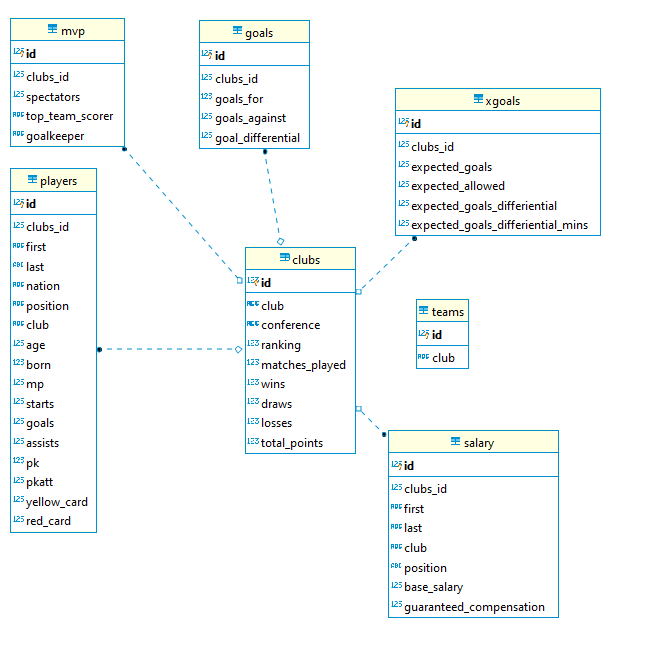 mvp
id
clubs_id
spectators
top_team_scorer
goalkeeper
goals
id
clubs_id
goals_for
goals_against
goal_differential
xgoals
id
clubs_id
expected_goals
expected_allowed
expected_goals_differiential
expected_goals_differiential_mins
players
id
clubs_id
first
last
nation
position
club
age
born
mp
starts
goals
assists
pk
pkatt
yellow_card
red_card
clubs
id
club
conference
ranking
matches_played
wins
draws
losses
total_points
teams
id
club
salary
id
clubs_id
first
last
club
position
base_salary
guaranteed_compensation